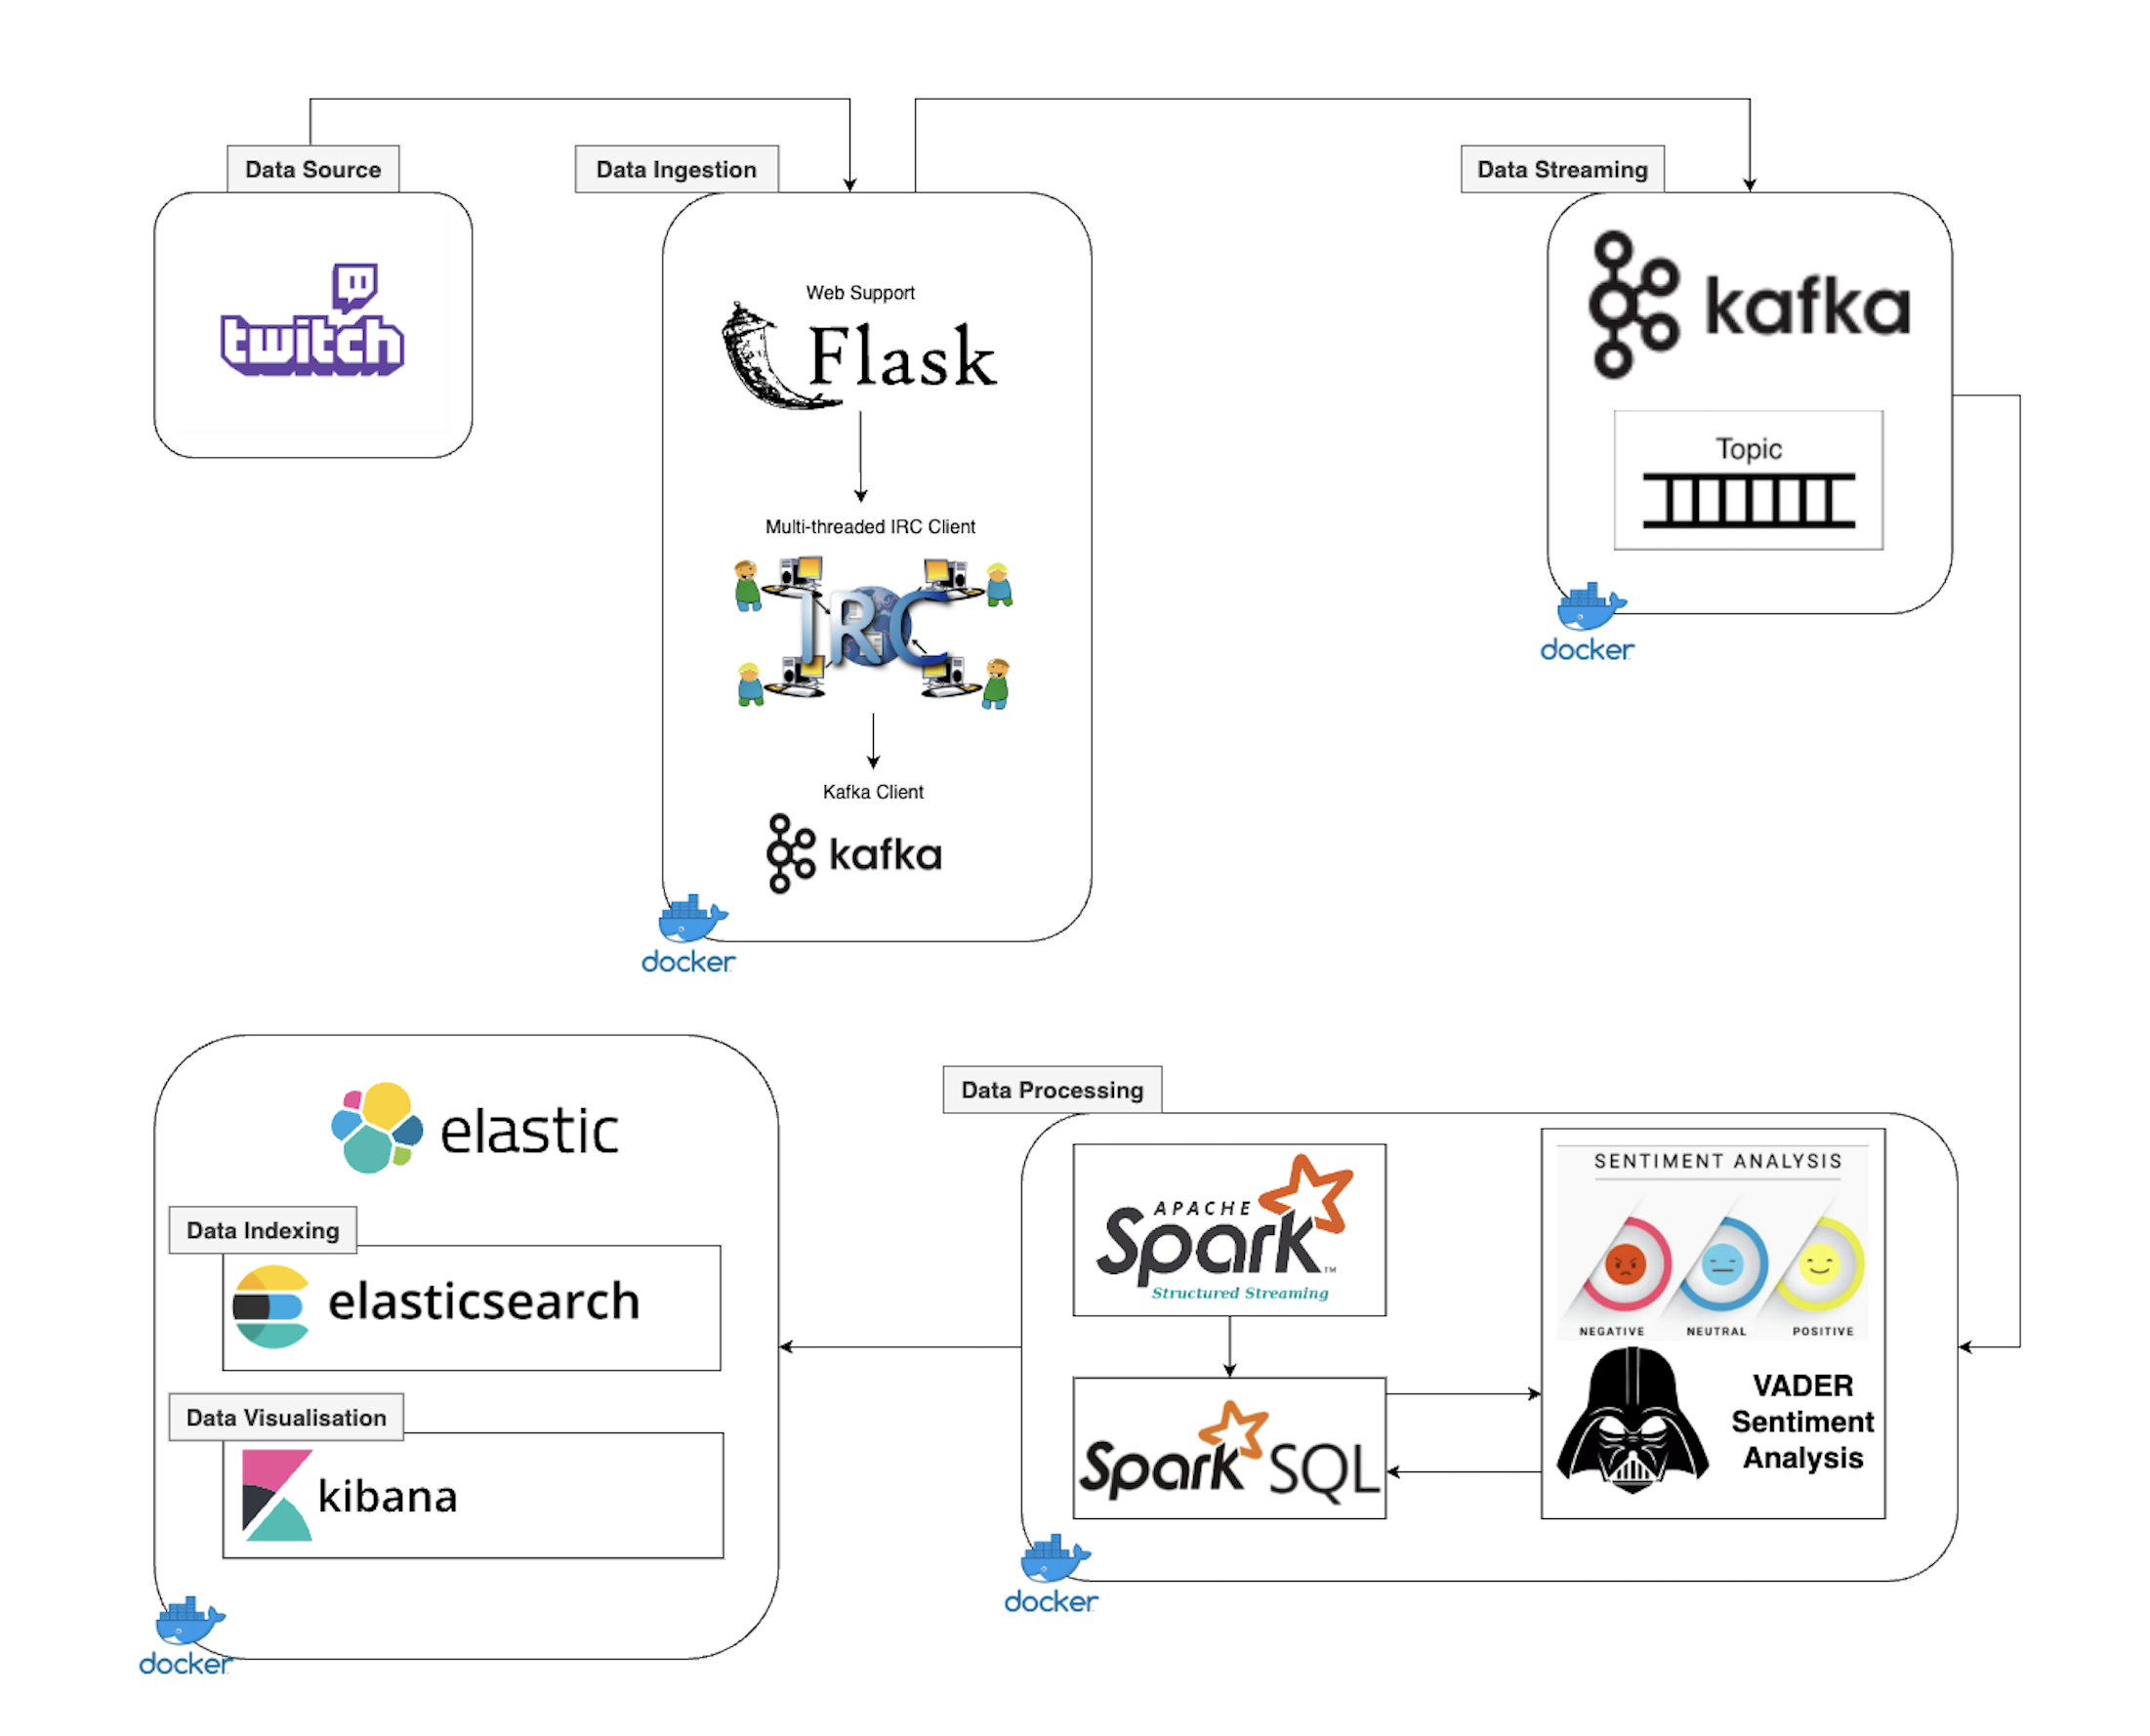 Data Source
twitch
Data Ingestion
Web Support
Flask
Multi-threaded IRC Client
IRC
Kafka Client
kafka
docker
Data Streaming
kafka
Topic
docker
elastic
Data Indexing
elasticsearch
Data Visualisation
kibana
docker
Data Processing
APACHE
Spark™
Structured Streaming
Spark SQL
SENTIMENT ANALYSIS
NEGATIVE NEUTRAL POSITIVE
VADER
Sentiment
Analysis
docker